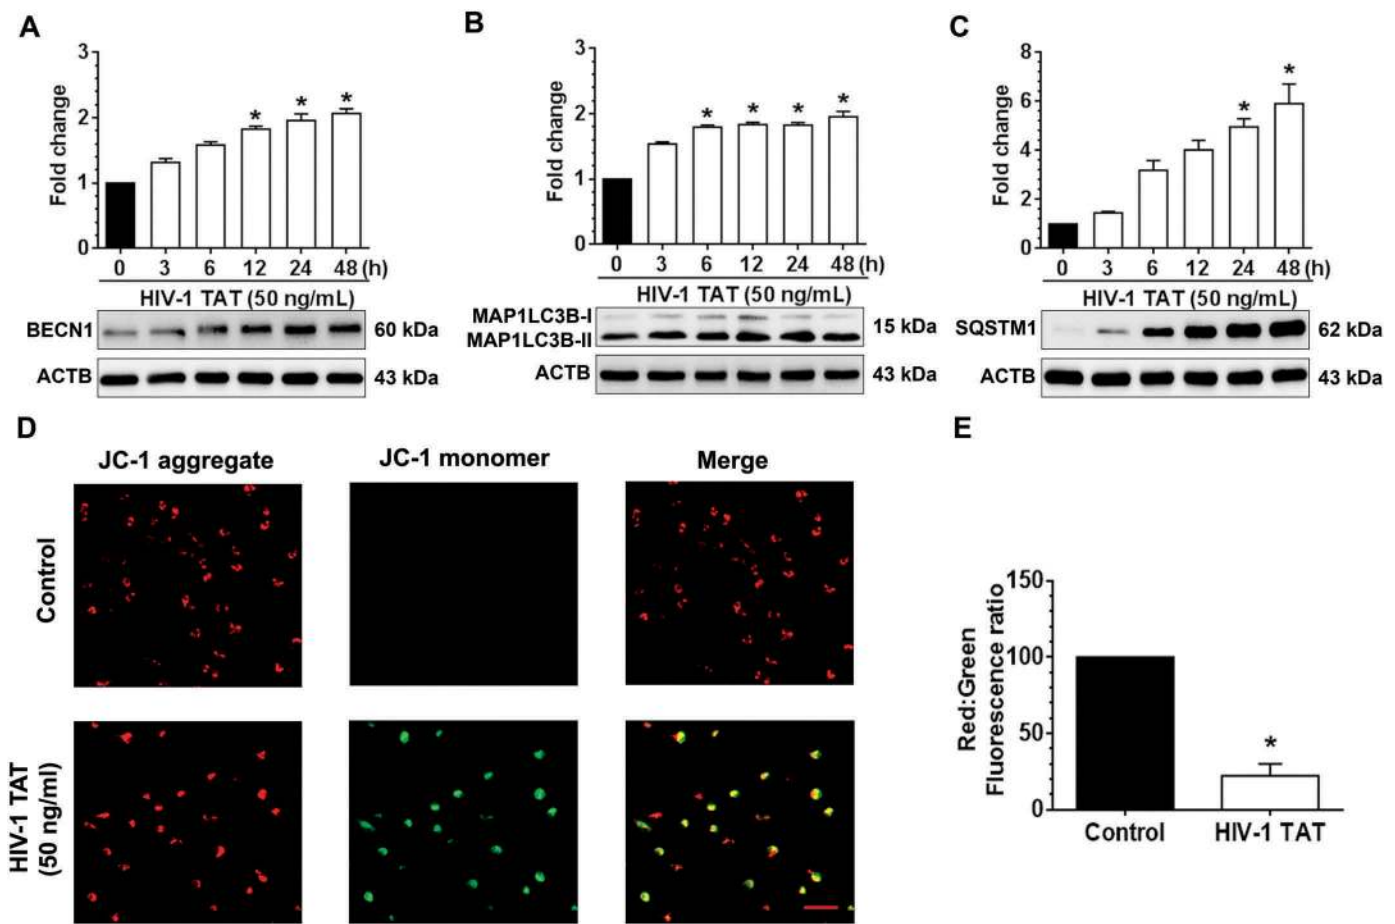 A
Fold change
3
2
1
0
* * *
0 3 6 12 24 48 (h)
HIV-1 TAT (50 ng/mL)
BECN1
60 kDa
ACTB
43 kDa
B
Fold change
3
2
1
0
* * * *
0 3 6 12 24 48 (h)
HIV-1 TAT (50 ng/mL)
MAP1LC3B-I
MAP1LC3B-II
15 kDa
ACTB
43 kDa
C
Fold change
8
6
4
2
0
* *
0 3 6 12 24 48 (h)
HIV-1 TAT (50 ng/mL)
SQSTM1
62 kDa
ACTB
43 kDa
D
JC-1 aggregate
JC-1 monomer
Merge
Control
HIV-1 TAT
(50 ng/ml)
E
Red:Green
Fluorescence ratio
150
100
50
0
*
Control
HIV-1 TAT